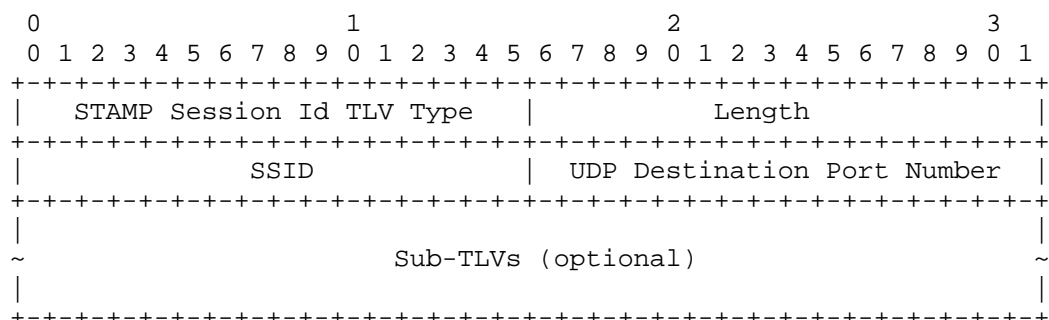 0                   1                   2                   3
 0 1 2 3 4 5 6 7 8 9 0 1 2 3 4 5 6 7 8 9 0 1 2 3 4 5 6 7 8 9 0 1
+-+-+-+-+-+-+-+-+-+-+-+-+-+-+-+-+-+-+-+-+-+-+-+-+-+-+-+-+-+-+-+-+
|   STAMP Session Id TLV Type   |           Length              |
+-+-+-+-+-+-+-+-+-+-+-+-+-+-+-+-+-+-+-+-+-+-+-+-+-+-+-+-+-+-+-+-+
|              SSID             |  UDP Destination Port Number  |
+-+-+-+-+-+-+-+-+-+-+-+-+-+-+-+-+-+-+-+-+-+-+-+-+-+-+-+-+-+-+-+-+
|                                                               |
~                       Sub-TLVs (optional)                     ~
|                                                               |
+-+-+-+-+-+-+-+-+-+-+-+-+-+-+-+-+-+-+-+-+-+-+-+-+-+-+-+-+-+-+-+-+